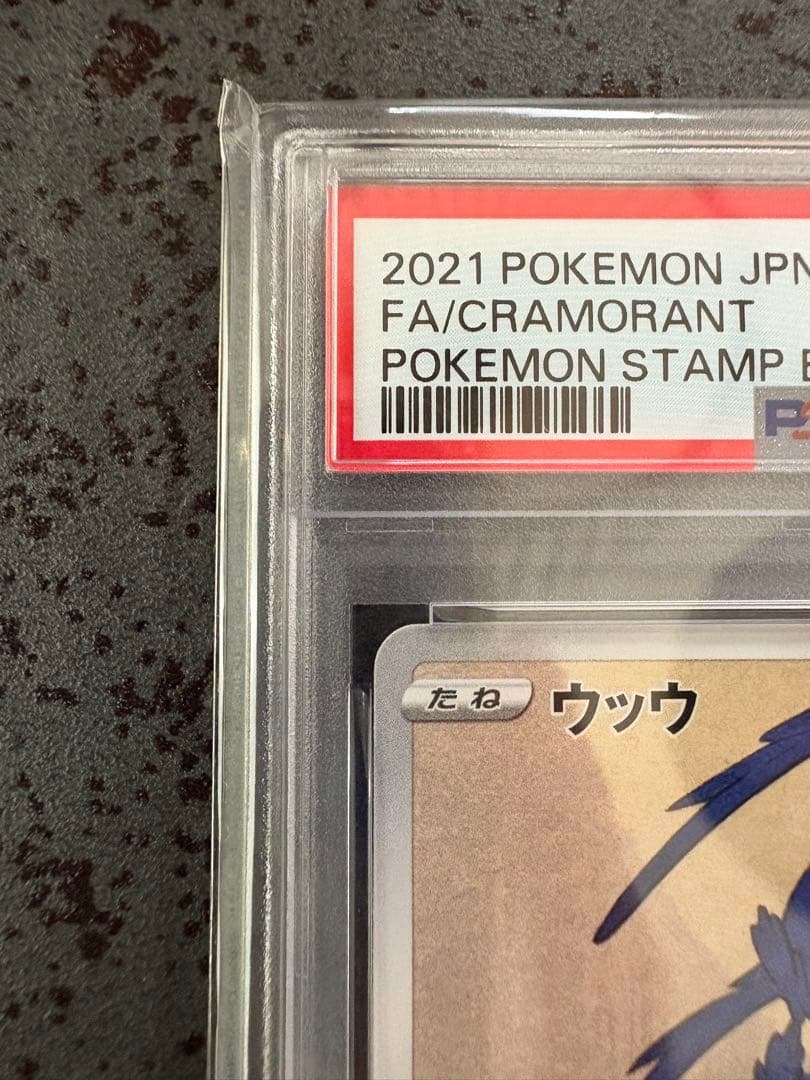 2021 POKEMON JPN
FA/CRAMORANT
POKEMON STAMP B
たね ウッウ